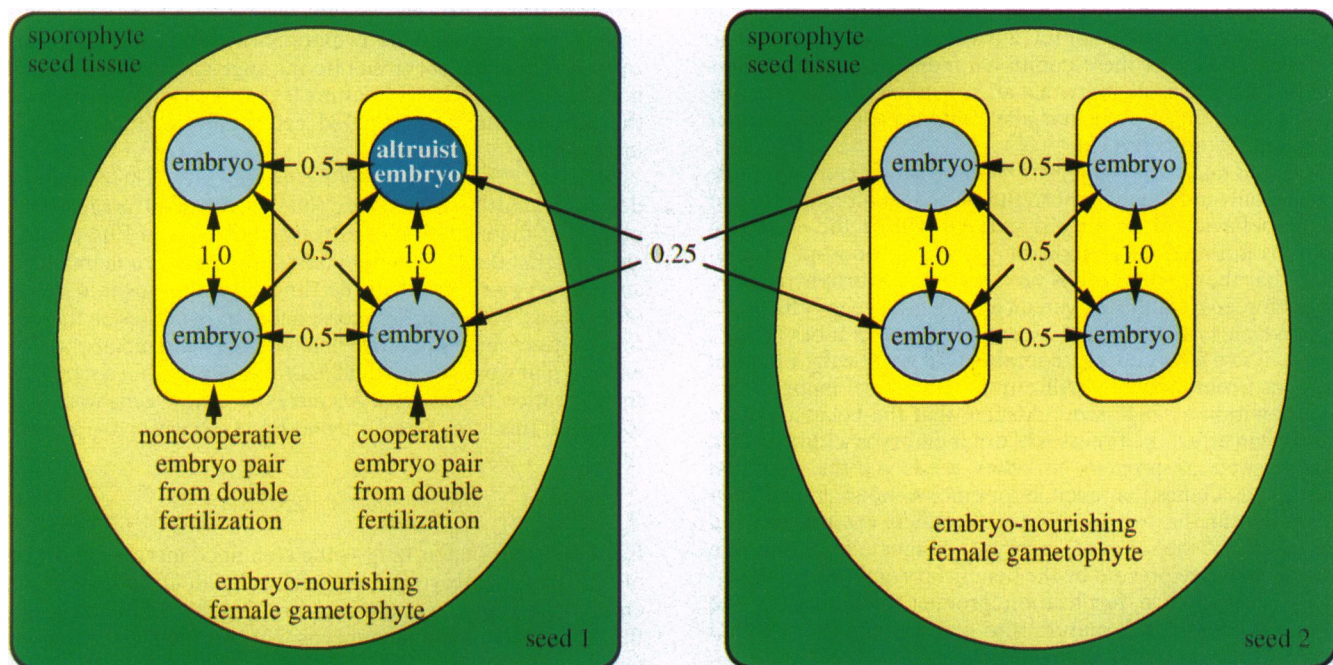 sporophyte
seed tissue
embryo
0.5
altruist
embryo
1.0
0.5
1.0
embryo
0.5
embryo
noncooperative
embryo pair
from double
fertilization
cooperative
embryo pair
from double
fertilization
embryo-nourishing
female gametophyte
seed 1
0.25
sporophyte
seed tissue
embryo
0.5
embryo
1.0
0.5
1.0
embryo
0.5
embryo
embryo-nourishing
female gametophyte
seed 2